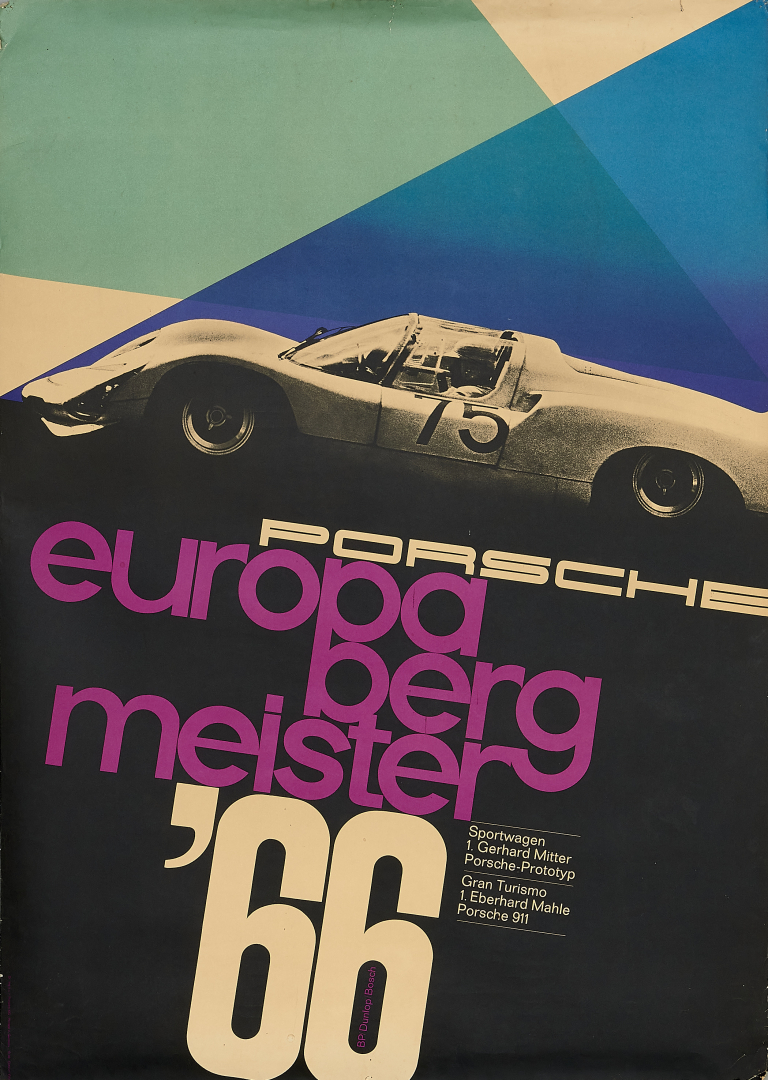 75
PORSCHE
europa
berg
meister
'66
Sportwagen
1. Gerhard Mitter
Porsche-Prototyp
Gran Turismo
1. Eberhard Mahle
Porsche 911
BP Dunlop Bosch